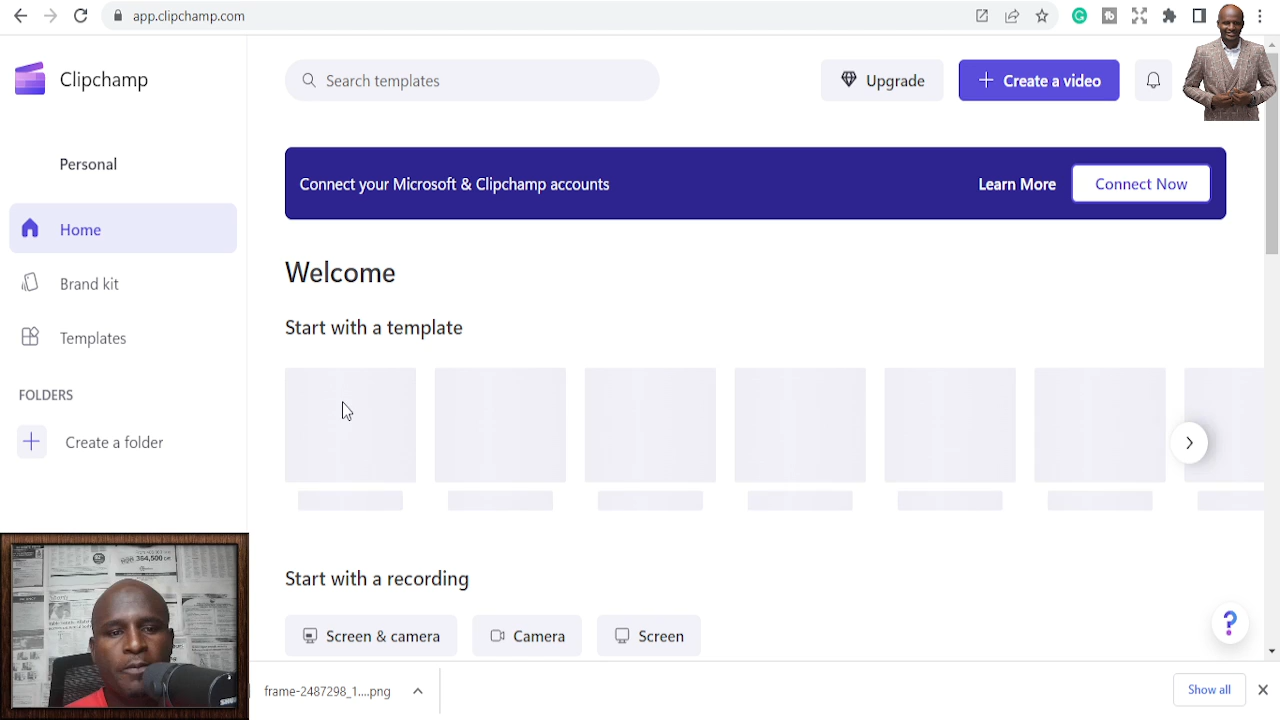 app.clipchamp.com
Clipchamp
Search templates
Upgrade
Create a video
Personal
Connect your Microsoft & Clipchamp accounts
Learn More
Connect Now
Home
Brand kit
Templates
FOLDERS
Create a folder
Welcome
Start with a template
Start with a recording
Screen & camera
Camera
Screen
?
frame-2487298_1....png
Show all